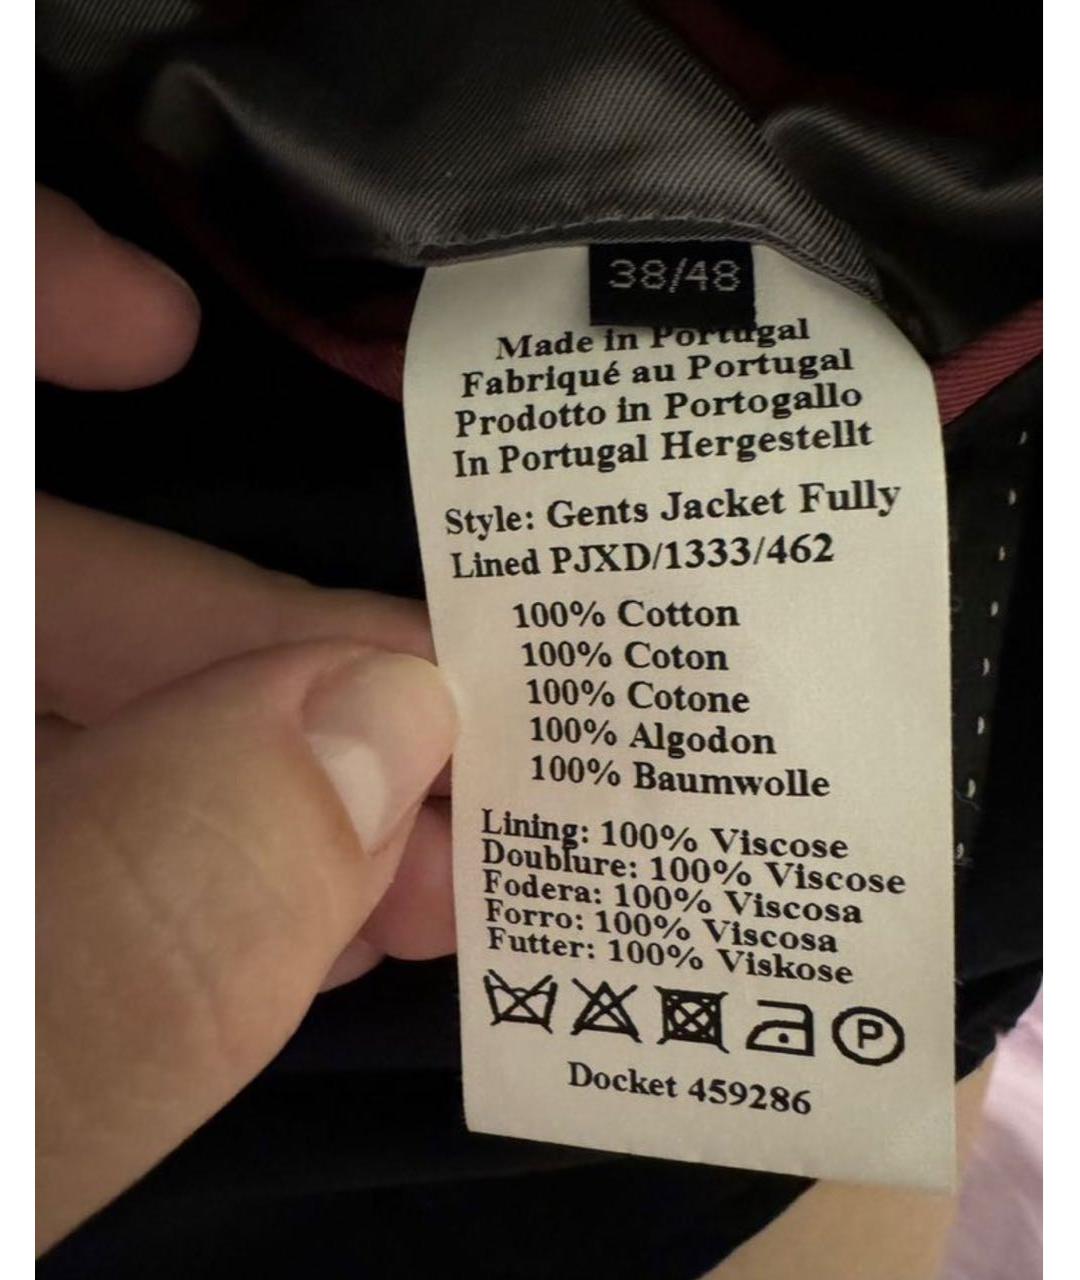 38/48
Made in Portugal
Fabriqué au Portugal
Prodotto in Portogallo
In Portugal Hergestellt
Style: Gents Jacket Fully
Lined PJXD/1333/462
100% Cotton
100% Coton
100% Cotone
100% Algodon
100% Baumwolle
Lining: 100% Viscose
Doublure: 100% Viscose
Fodera: 100% Viscosa
Forro: 100% Viscosa
Futter: 100% Viskose
P
Docket 459286